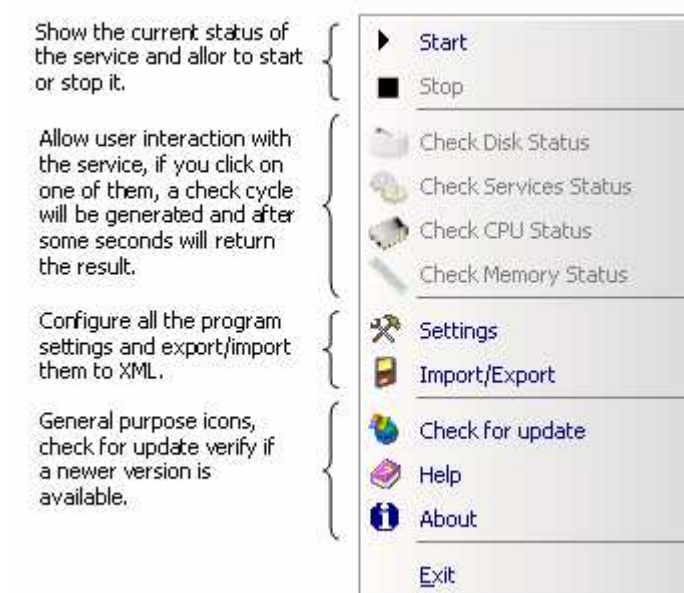 Show the current status of
the service and allor to start
or stop it.
Start
Stop
Allow user interaction with
the service, if you click on
one of them, a check cycle
will be generated and after
some seconds will return
the result.
Check Disk Status
Check Services Status
Check CPU Status
Check Memory Status
Configure all the program
settings and export/import
them to XML.
Settings
Import/Export
General purpose icons,
check for update verify if
a newer version is
available.
Check for update
Help
About
Exit